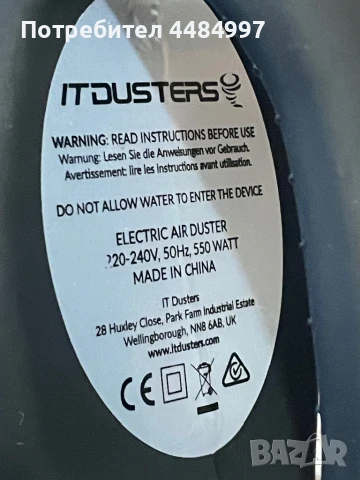 Потребител 4484997
ITDUSTERS
WARNING: READ INSTRUCTIONS BEFORE USE
Warnung: Lesen Sie die Anweisungen vor Gebrauch.
Avertissement: lire les instructions avant utilisation.
DO NOT ALLOW WATER TO ENTER THE DEVICE
ELECTRIC AIR DUSTER
220-240V, 50Hz, 550 WATT
MADE IN CHINA
IT Dusters
28 Huxley Close, Park Farm Industrial Estate
Wellingborough, NN8 6AB, UK
www.Itdusters.com
CE
BAZAR